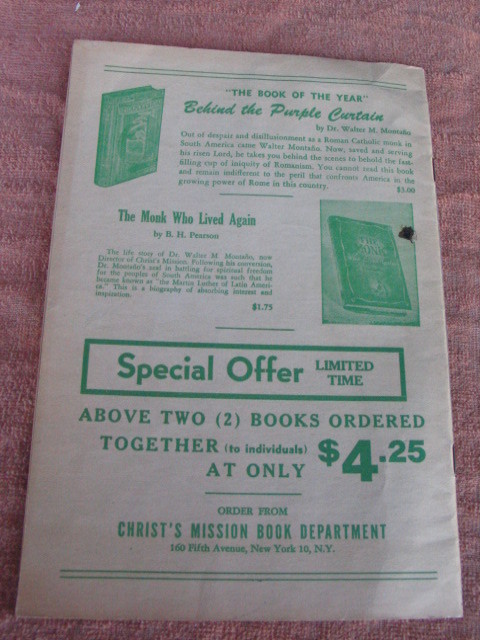 "THE BOOK OF THE YEAR"
Behind the Purple Curtain
by Dr. Walter M. Montaño
Out of despair and disillusionment as a Roman Catholic monk in
South America came Walter Montaño. Now, saved and serving
his risen Lord, he takes you behind the scenes to behold the fast-
filling cup of iniquity of Romanism. You cannot read this book
and remain indifferent to the peril that confronts America in the
growing power of Rome in this country.
$3.00
The Monk Who Lived Again
by B. H. Pearson
The life story of Dr. Walter M. Montaño, now
Director of Christ's Mission. Following his conversion,
Dr. Montaño's zeal in battling for spiritual freedom
for the peoples of South America was such that he
became known as "the Martin Luther of Latin Ameri-
ca." This is a biography of absorbing interest and
inspiration.
$1.75
THE
MONK
Special Offer
LIMITED
TIME
ABOVE TWO (2) BOOKS ORDERED
TOGETHER (to individuals) $4.25
AT ONLY
ORDER FROM
CHRIST'S MISSION BOOK DEPARTMENT
160 Fifth Avenue, New York 10, N.Y.